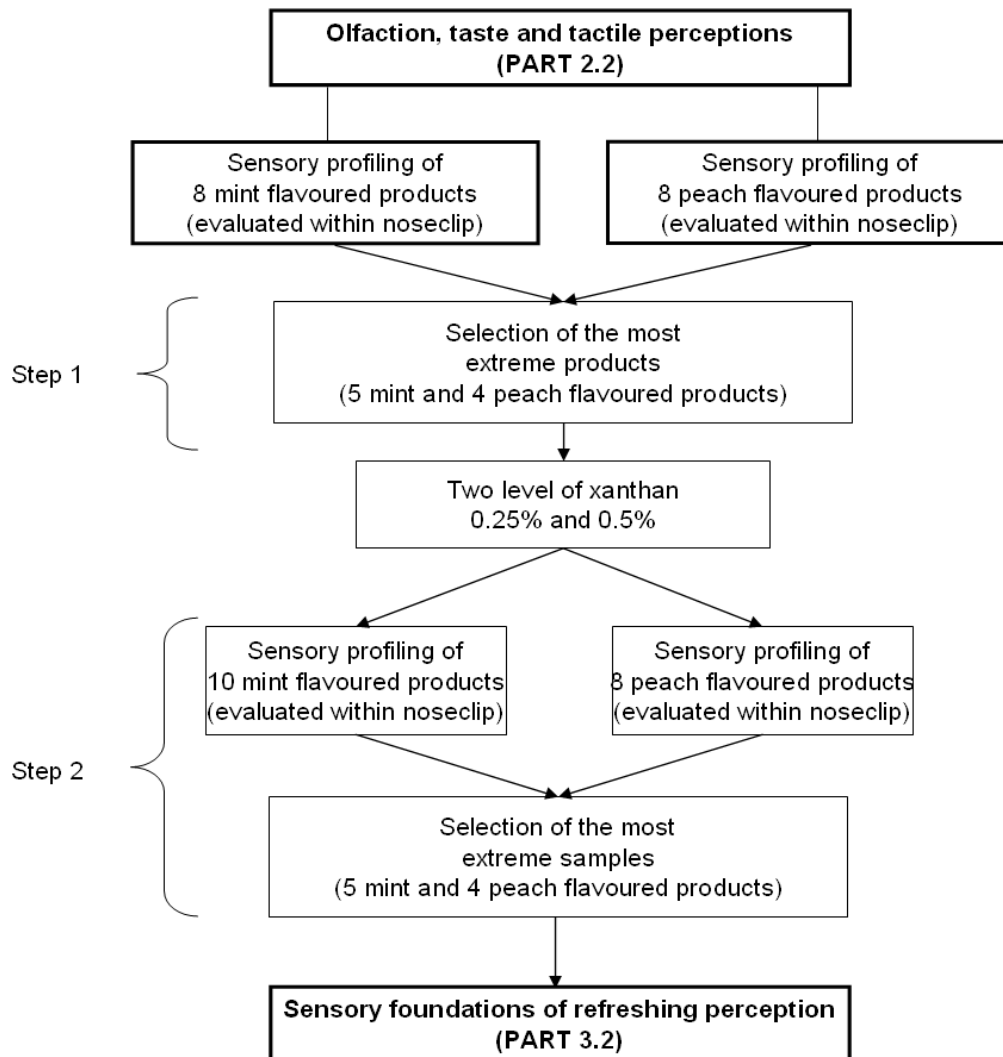 Olfaction, taste and tactile perceptions
(PART 2.2)
Sensory profiling of
8 mint flavoured products
(evaluated within noseclip)
Sensory profiling of
8 peach flavoured products
(evaluated within noseclip)
Step 1
Selection of the most
extreme products
(5 mint and 4 peach flavoured products)
Two level of xanthan
0.25% and 0.5%
Step 2
Sensory profiling of
10 mint flavoured products
(evaluated within noseclip)
Sensory profiling of
8 peach flavoured products
(evaluated within noseclip)
Selection of the most
extreme samples
(5 mint and 4 peach flavoured products)
Sensory foundations of refreshing perception
(PART 3.2)